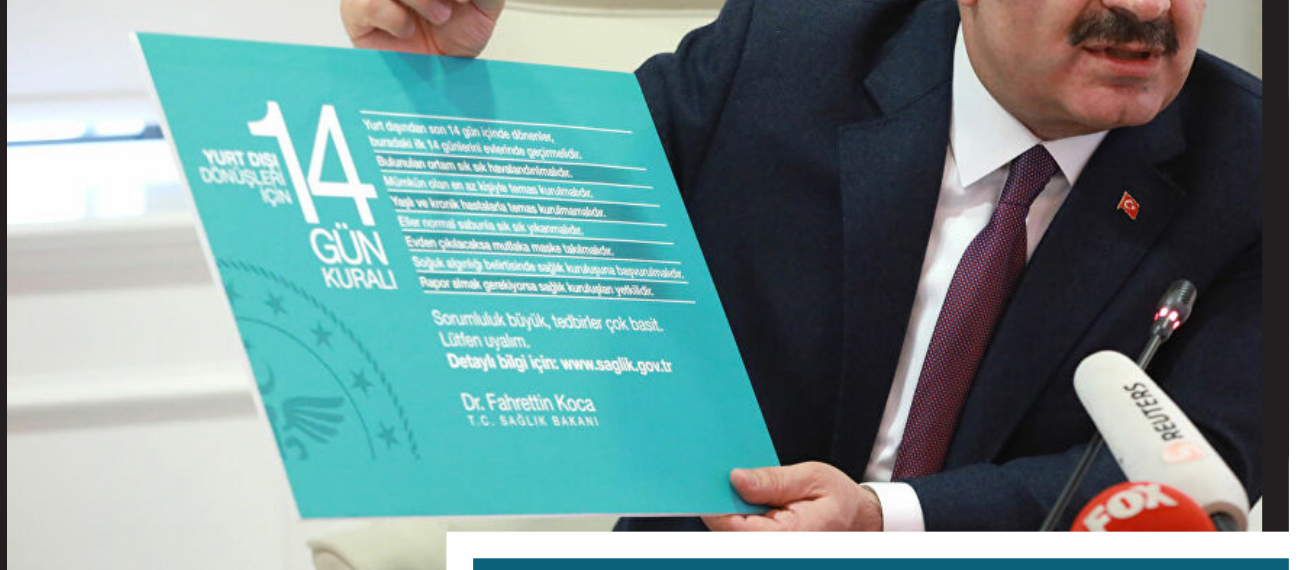 YURT DIŞI
DÖNÜŞLERİ
İÇİN
14
GÜN
KURALI
Yurt dışından son 14 gün içinde dönenler,
buradaki ilk 14 günlerini evlerinde geçirmelidir.
Bulunulan ortam sık sık havalandırılmalıdır.
Mümkün olan en az kişiyle temas kurulmalıdır.
Yaşlı ve kronik hastalarla temas kurulmamalıdır.
Eller normal sabunla sık sık yıkanmalıdır.
Evden çıkılacaksa mutlaka maske takılmalıdır.
Soğuk algınlığı belirtisinde sağlık kuruluşuna başvurulmalıdır.
Rapor almak gerekiyorsa sağlık kuruluşları yetkilidir.
Sorumluluk büyük, tedbirler çok basit.
Lütfen uyalım.
Detaylı bilgi için: www.saglik.gov.tr
Dr. Fahrettin Koca
T.C. SAĞLIK BAKANI
REUTERS
FOX